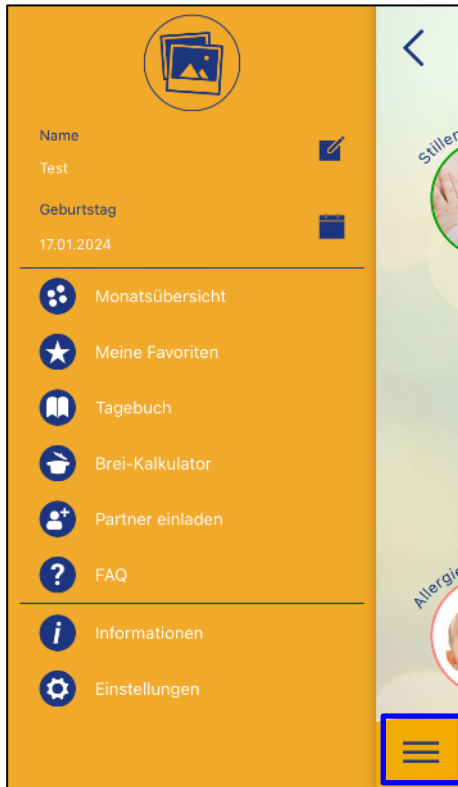 Name
Test
Geburtstag
17.01.2024
Monatsübersicht
Meine Favoriten
Tagebuch
Brei-Kalkulator
Partner einladen
FAQ
Informationen
Einstellungen